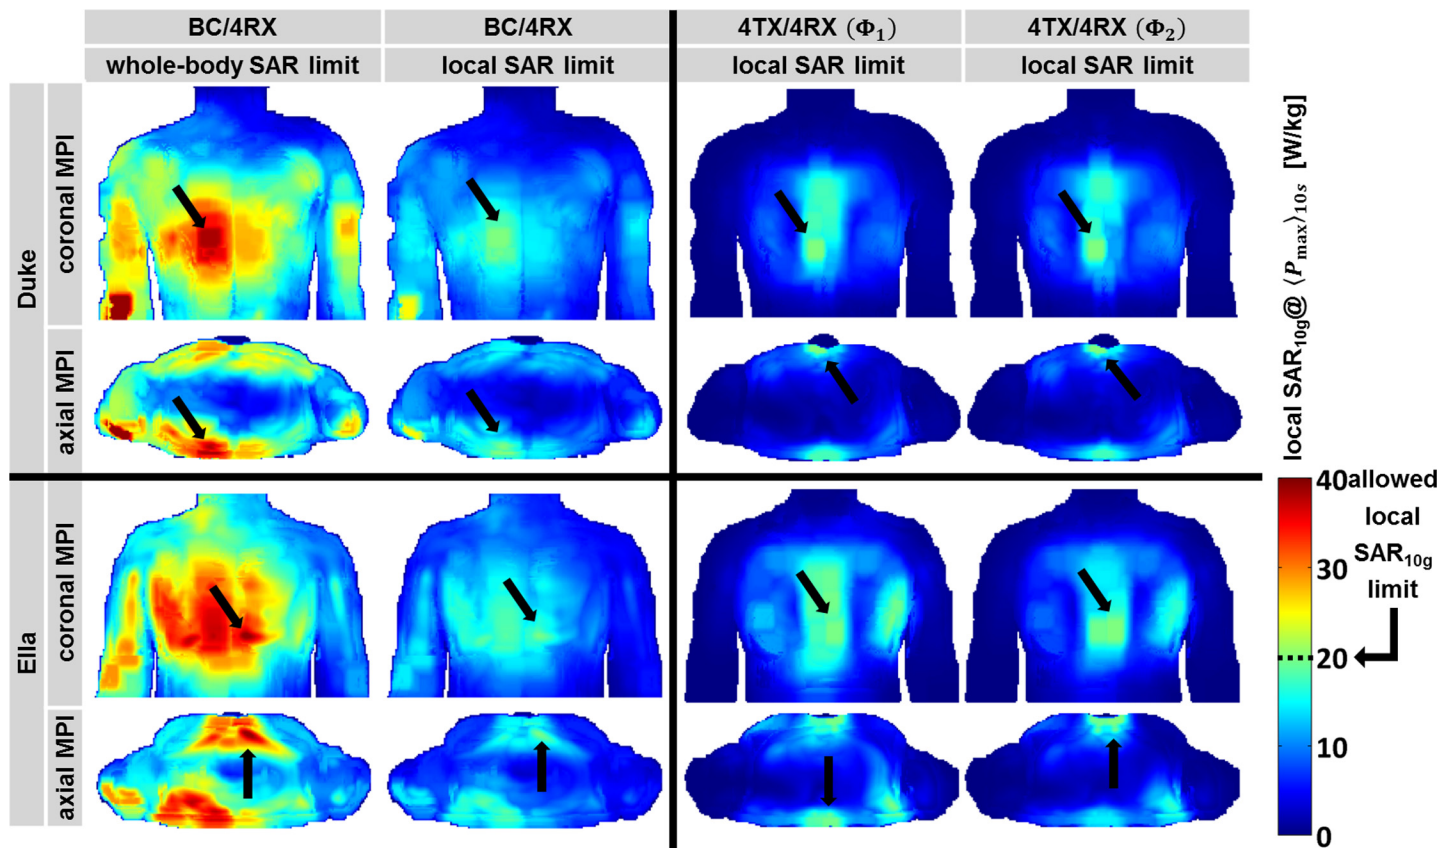 BC/4RX
BC/4RX
4TX/4RX (Φ₁)
4TX/4RX (Φ₂)
whole-body SAR limit
local SAR limit
local SAR limit
local SAR limit
Duke
coronal MPI
axial MPI
Ella
coronal MPI
axial MPI
local SAR₁₀g@ ⟨Pmax⟩₁₀s [W/kg]
40
30
20
10
0
allowed
local
SAR₁₀g
limit